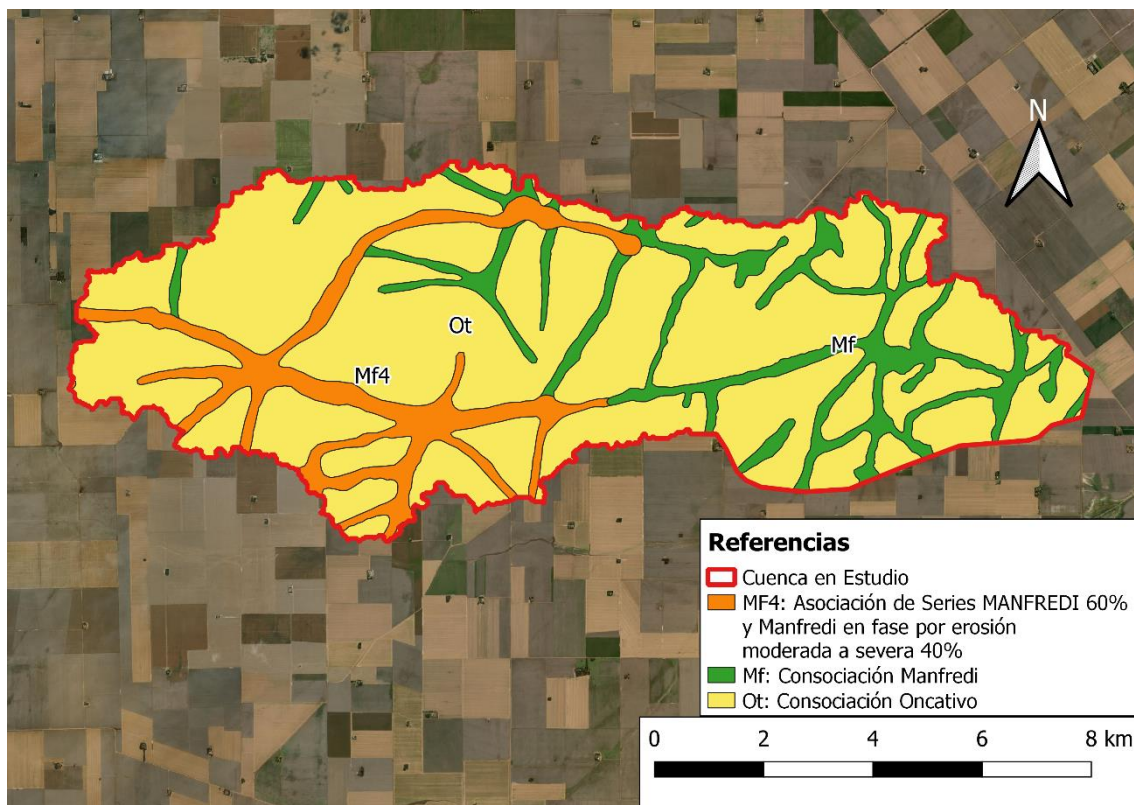 N
Ot
Mf
Mf4
Referencias
Cuenca en Estudio
MF4: Asociación de Series MANFREDI 60%
y Manfredi en fase por erosión
moderada a severa 40%
Mf: Consociación Manfredi
Ot: Consociación Oncativo
0 2 4 6 8 km